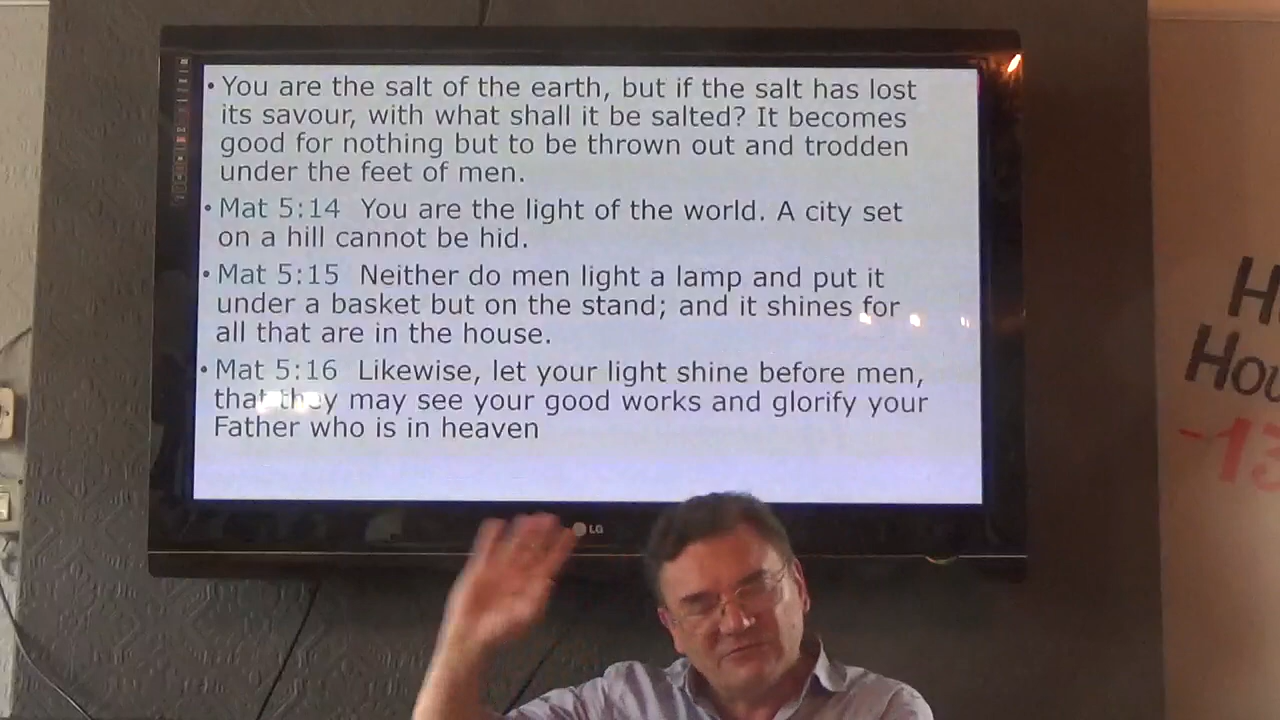 • You are the salt of the earth, but if the salt has lost
its savour, with what shall it be salted? It becomes
good for nothing but to be thrown out and trodden
under the feet of men.
• Mat 5:14 You are the light of the world. A city set
on a hill cannot be hid.
• Mat 5:15 Neither do men light a lamp and put it
under a basket but on the stand; and it shines for
all that are in the house.
• Mat 5:16 Likewise, let your light shine before men,
that they may see your good works and glorify your
Father who is in heaven
LG